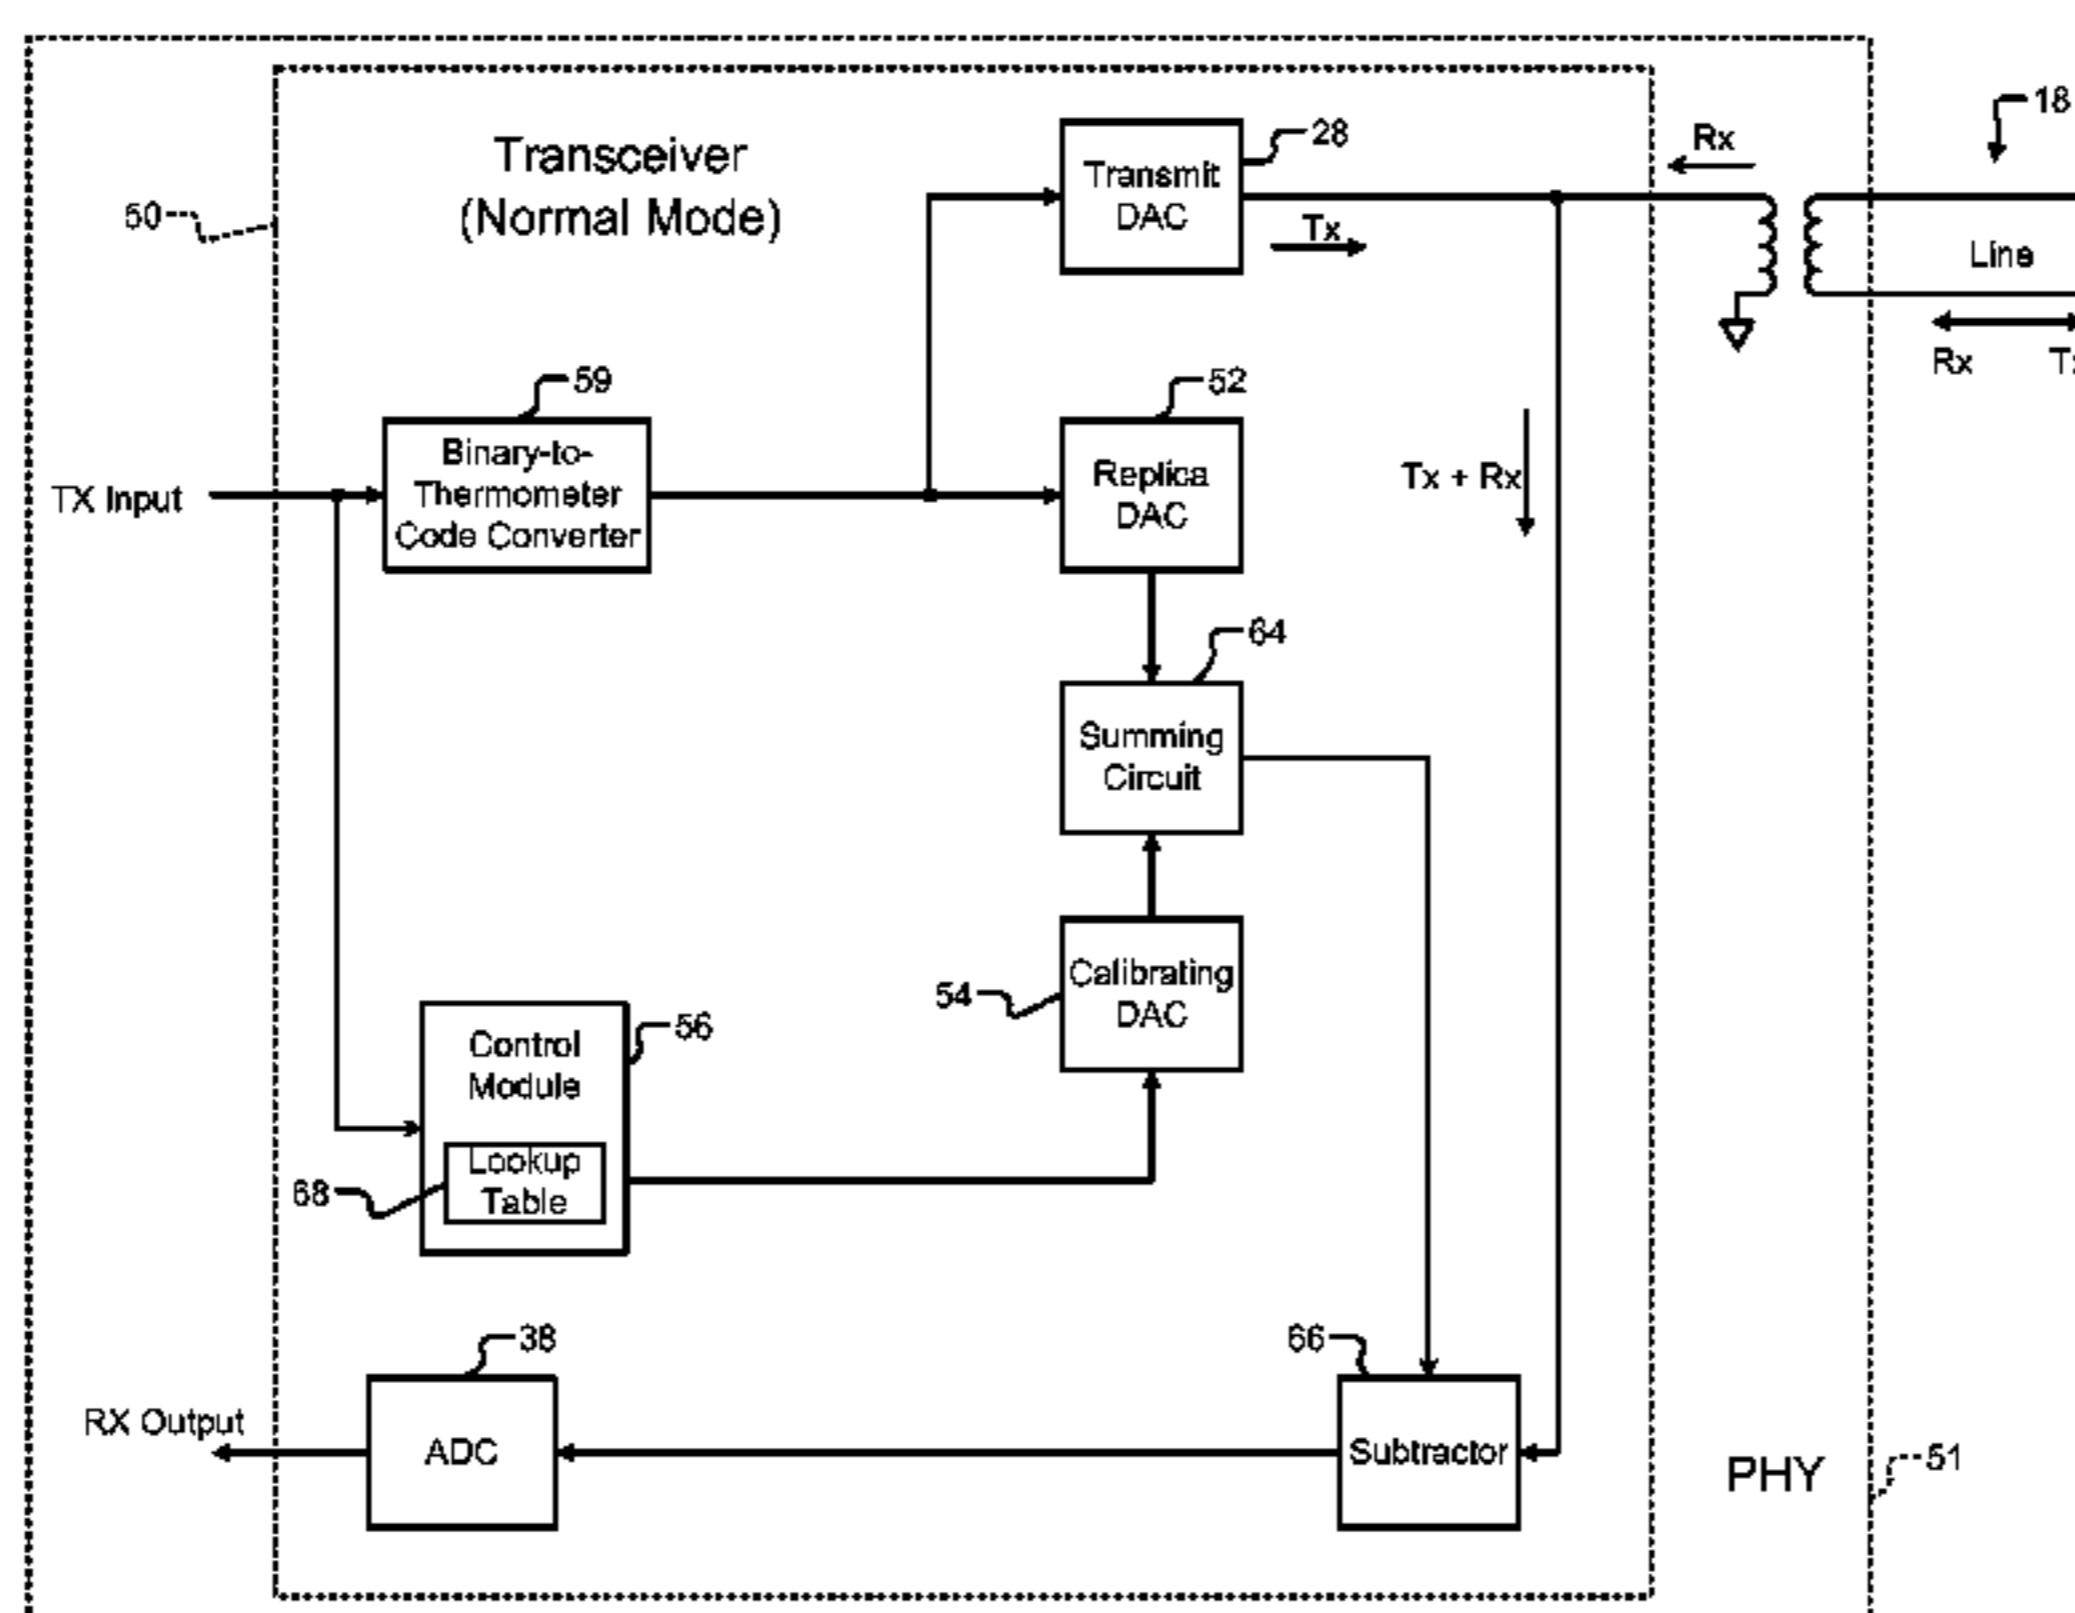 18
Rx
Transceiver
(Normal Mode)
28
Transmit
DAC
50
Tx
Line
Rx
59
52
Binary-to-
Thermometer
Code Converter
Replica
DAC
Tx + Rx
TX Input
64
Summing
Circuit
Calibrating
DAC
54
Control
Module
56
Lookup
Table
68
38
66
RX Output
ADC
Subtractor
PHY
51